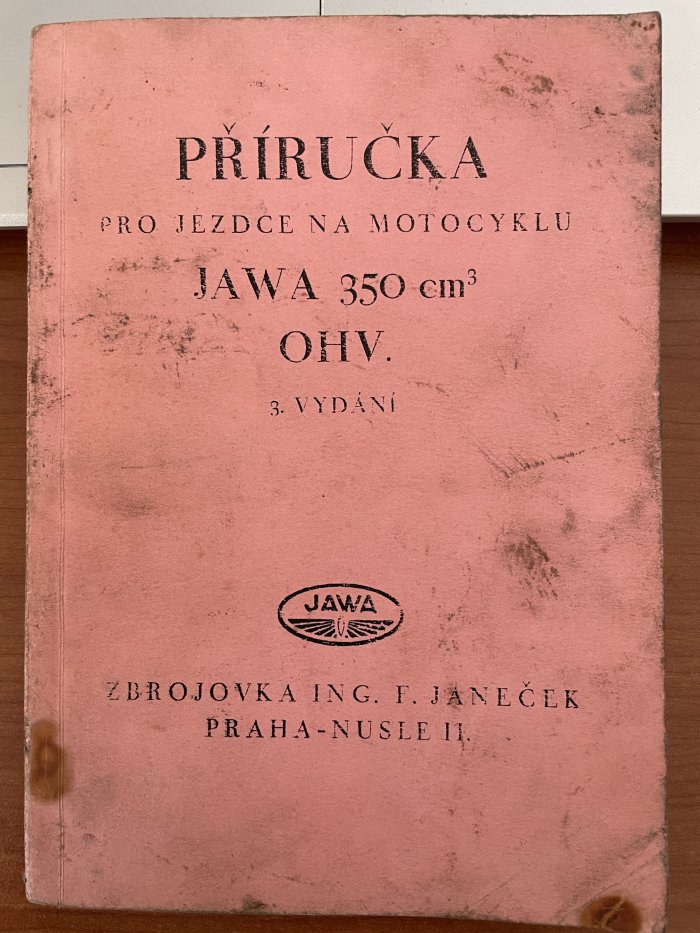 PŘÍRUČKA
PRO JEZDCE NA MOTOCYKLU
JAWA 350 cm³
OHV.
3. VYDÁNÍ
JAWA
ZBROJOVKA ING. F. JANEČEK
PRAHA-NUSLE II.